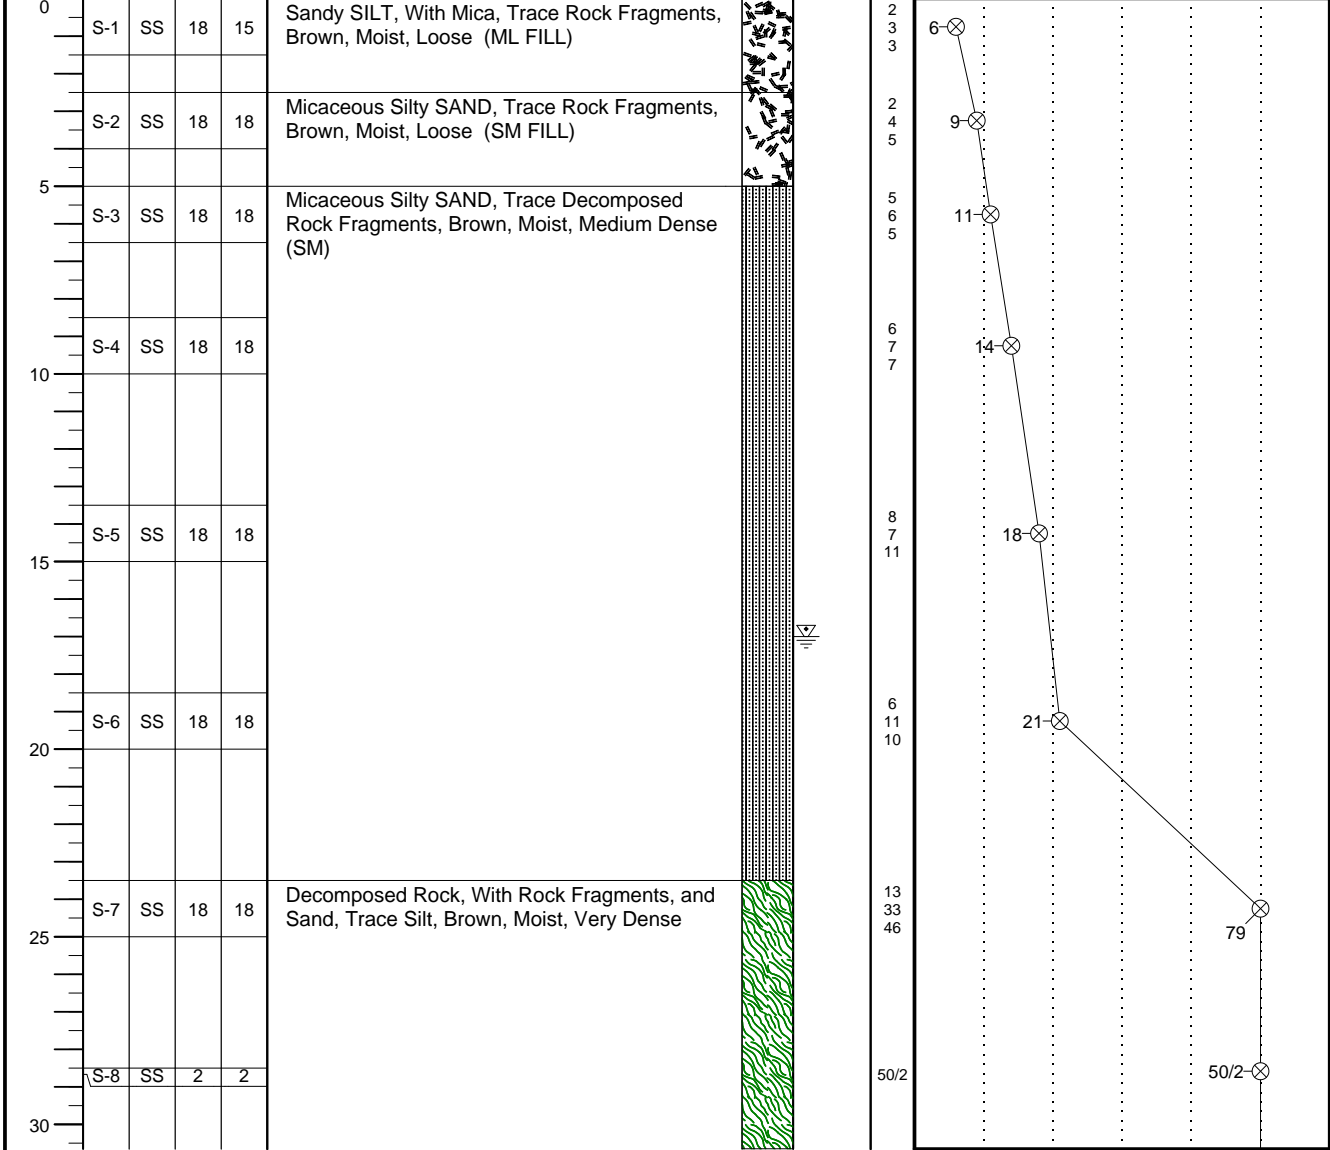 0
S-1 SS 18 15
Sandy SILT, With Mica, Trace Rock Fragments,
Brown, Moist, Loose (ML FILL)
2
3
3
6
S-2 SS 18 18
Micaceous Silty SAND, Trace Rock Fragments,
Brown, Moist, Loose (SM FILL)
2
4
5
9
5
S-3 SS 18 18
Micaceous Silty SAND, Trace Decomposed
Rock Fragments, Brown, Moist, Medium Dense
(SM)
5
6
5
11
S-4 SS 18 18
6
7
7
14
10
S-5 SS 18 18
8
7
11
18
15
S-6 SS 18 18
6
11
10
21
20
S-7 SS 18 18
Decomposed Rock, With Rock Fragments, and
Sand, Trace Silt, Brown, Moist, Very Dense
13
33
46
79
25
S-8 SS 2 2
50/2
50/2
30